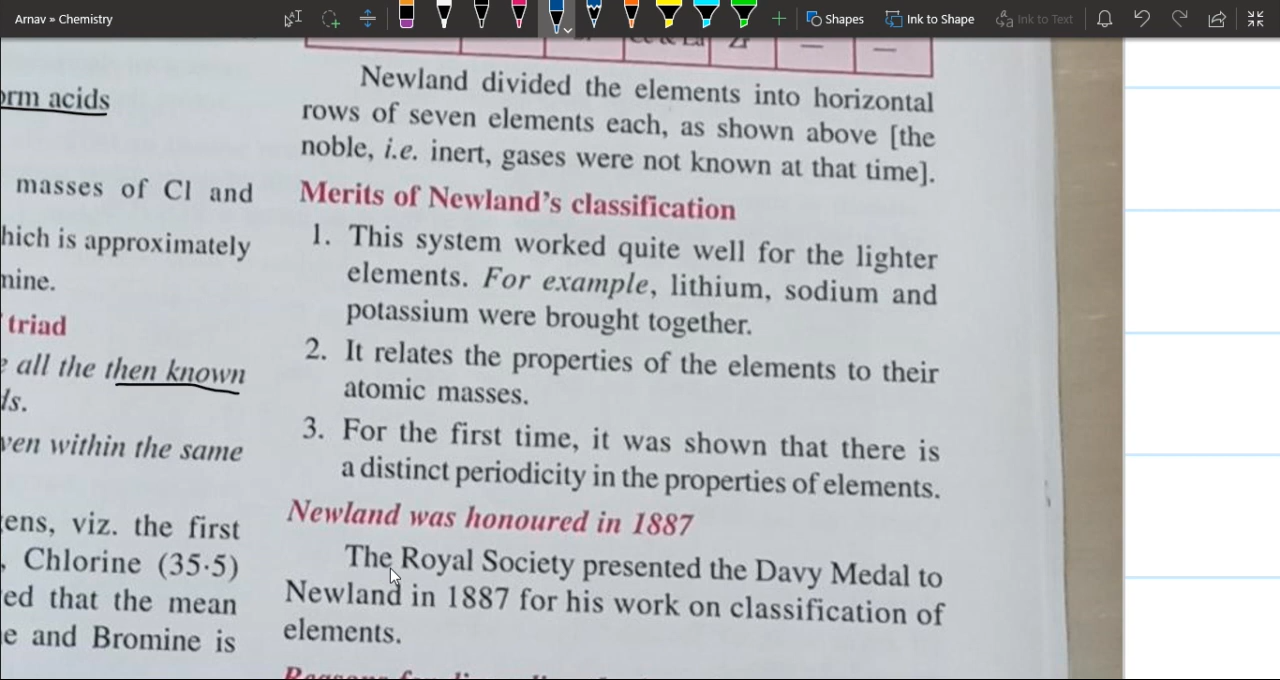 Arnav » Chemistry
Shapes
Ink to Shape
Ink to Text
orm acids
masses of Cl and
hich is approximately
nine.
triad
e all the then known
ls.
ven within the same
gens, viz. the first
, Chlorine (35·5)
ed that the mean
e and Bromine is
Zr — —
Newland divided the elements into horizontal
rows of seven elements each, as shown above [the
noble, i.e. inert, gases were not known at that time].
Merits of Newland's classification
1. This system worked quite well for the lighter
elements. For example, lithium, sodium and
potassium were brought together.
2. It relates the properties of the elements to their
atomic masses.
3. For the first time, it was shown that there is
a distinct periodicity in the properties of elements.
Newland was honoured in 1887
The Royal Society presented the Davy Medal to
Newland in 1887 for his work on classification of
elements.